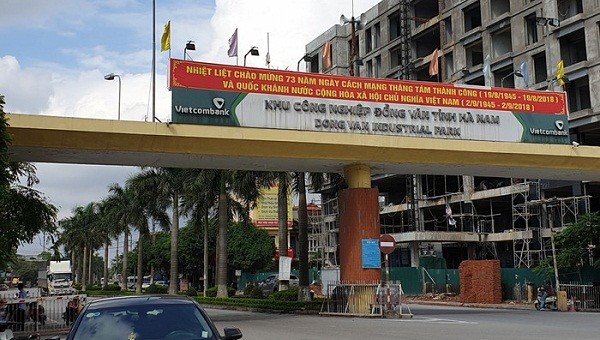 NHIỆT LIỆT CHÀO MỪNG 73 NĂM NGÀY CÁCH MẠNG THÁNG TÁM THÀNH CÔNG ( 19/8/1945 - 19/8/2018 )
VÀ QUỐC KHÁNH NƯỚC CỘNG HÒA XÃ HỘI CHỦ NGHĨA VIỆT NAM ( 2/9/1945 - 2/9/2018 )
Vietcombank
KHU CÔNG NGHIỆP ĐỒNG VĂN TỈNH HÀ NAM
DONG VAN INDUSTRIAL PARK
Vietcombank